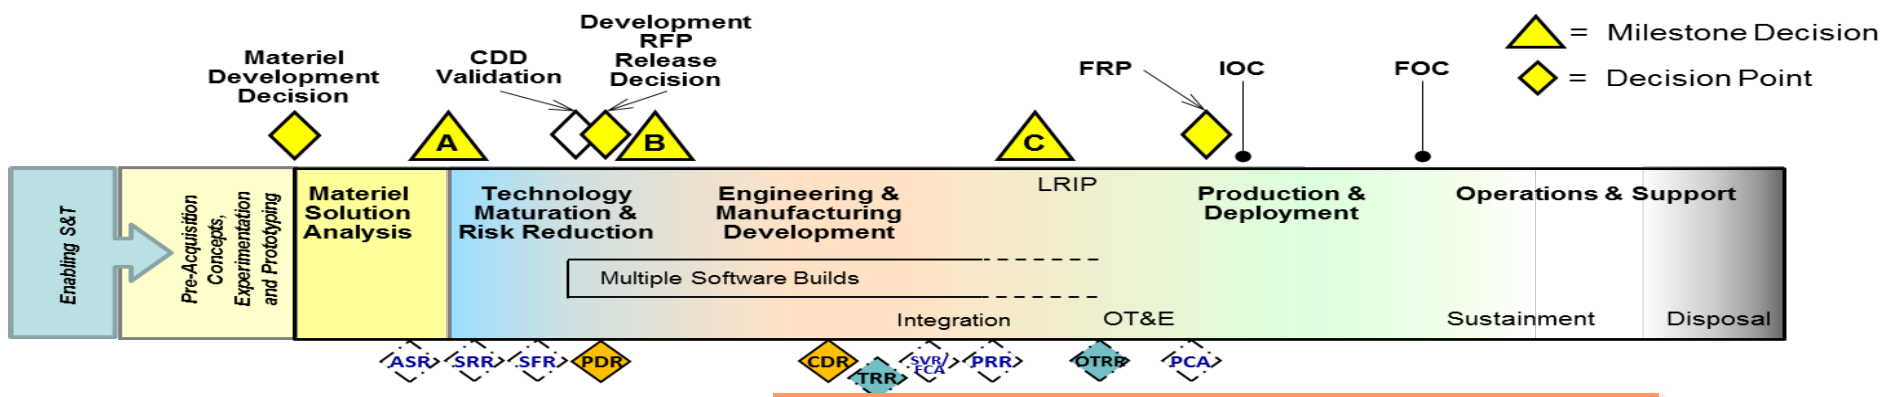 Materiel
Development
Decision
CDD
Validation
Development
RFP
Release
Decision
FRP
IOC
FOC
= Milestone Decision
= Decision Point
A
B
C
Enabling S&T
Pre-Acquisition
Concepts,
Experimentation
and Prototyping
Materiel
Solution
Analysis
Technology
Maturation &
Risk Reduction
Engineering &
Manufacturing
Development
LRIP
Production &
Deployment
Operations & Support
Multiple Software Builds
Integration
OT&E
Sustainment
Disposal
ASR
SRR
SFR
PDR
CDR
TRR
SVR/
FCA
PRR
OTRR
PCA